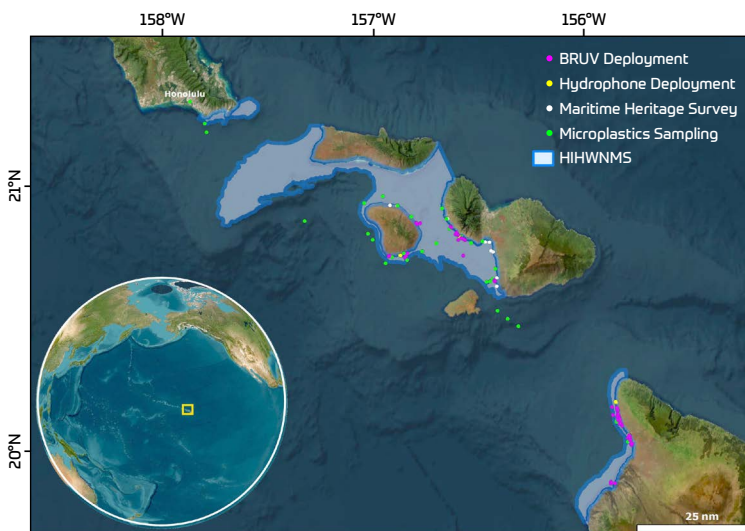 158°W 157°W 156°W
BRUV Deployment
Hydrophone Deployment
Maritime Heritage Survey
Microplastics Sampling
HIHWNMS
Honolulu
21°N
20°N
25 nm